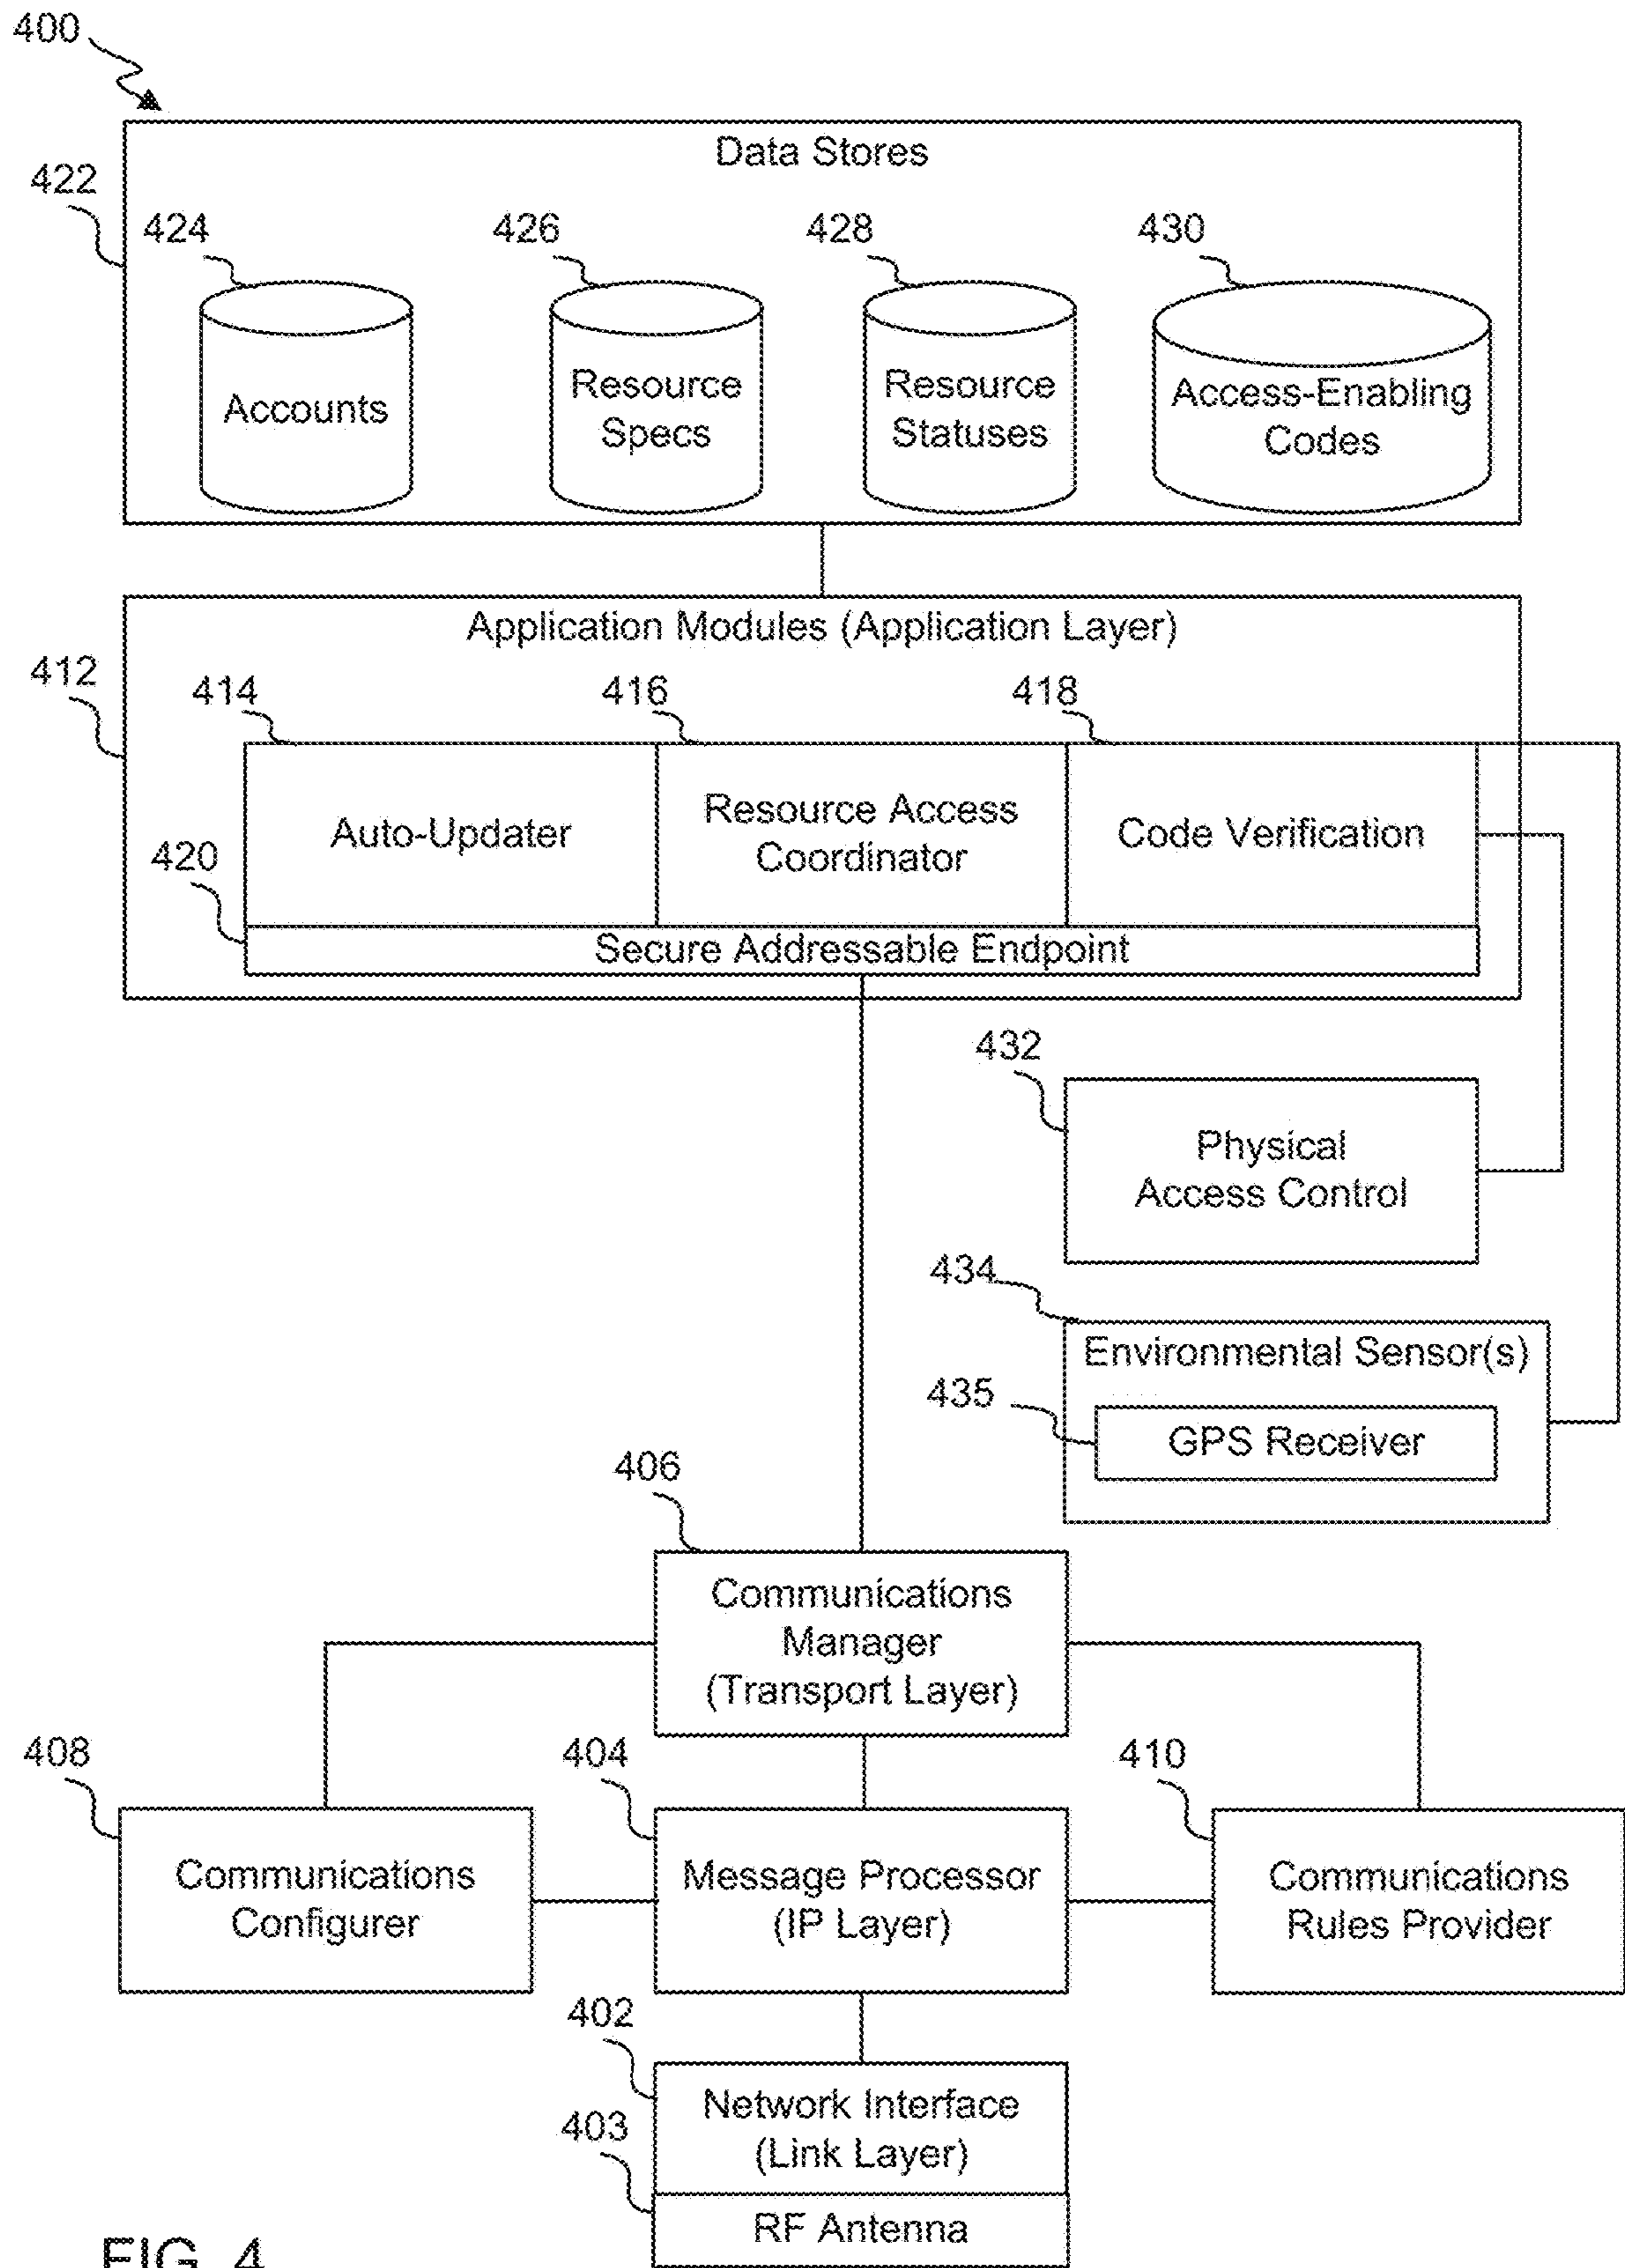 400
Data Stores
422
424
426
428
430
Accounts
Resource
Specs
Resource
Statuses
Access-Enabling
Codes
Application Modules (Application Layer)
412
414
416
418
Auto-Updater
Resource Access
Coordinator
Code Verification
420
Secure Addressable Endpoint
432
Physical
Access Control
434
Environmental Sensor(s)
435
GPS Receiver
406
Communications
Manager
(Transport Layer)
408
404
410
Communications
Configurer
Message Processor
(IP Layer)
Communications
Rules Provider
402
Network Interface
(Link Layer)
403
RF Antenna
FIG. 4